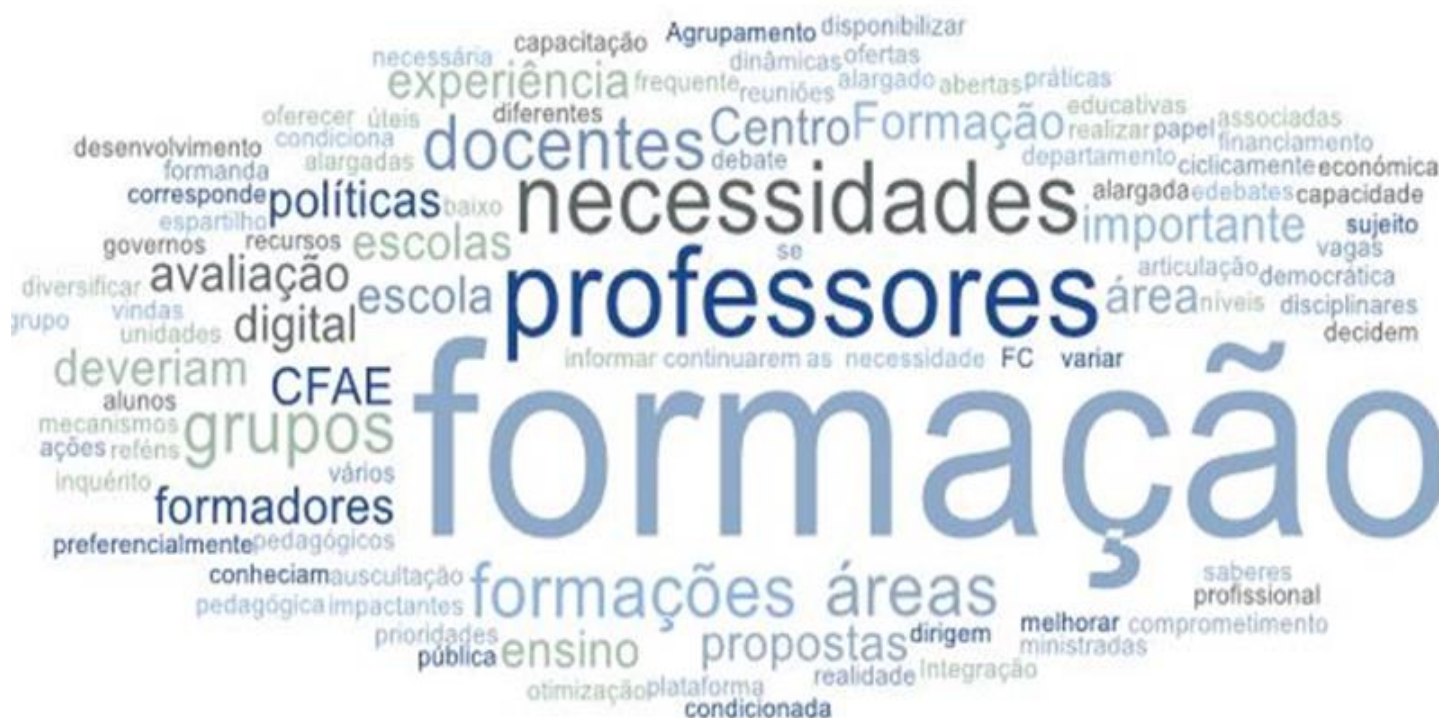 capacitação Agrupamento disponibilizar
necessária dinâmicas ofertas
experiência frequente reuniões alargado abertas práticas
oferecer úteis diferentes docentes Centro Formação educativas associadas
desenvolvimento condiciona debate realizar papel financiamento
formanda alargadas departamento ciclicamente económica
corresponde políticas baixo necessidades alargada edebates capacidade
espartilho importante sujeito
governos recursos escolas se vagas
avaliação escola professores área articulação democrática
diversificar vindas níveis disciplinares
grupo unidades digital decidem
deveriam CFAE informar continuarem as necessidade FC variar
alunos
mecanismos grupos formação
ações reféns
inquérito vários
formadores
preferencialmente pedagógicos
conheciam auscultação formações áreas saberes
pedagógica impactantes profissional
prioridades propostas dirigem melhorar comprometimento
pública ensino ministradas
realidade Integração
otimização plataforma
condicionada